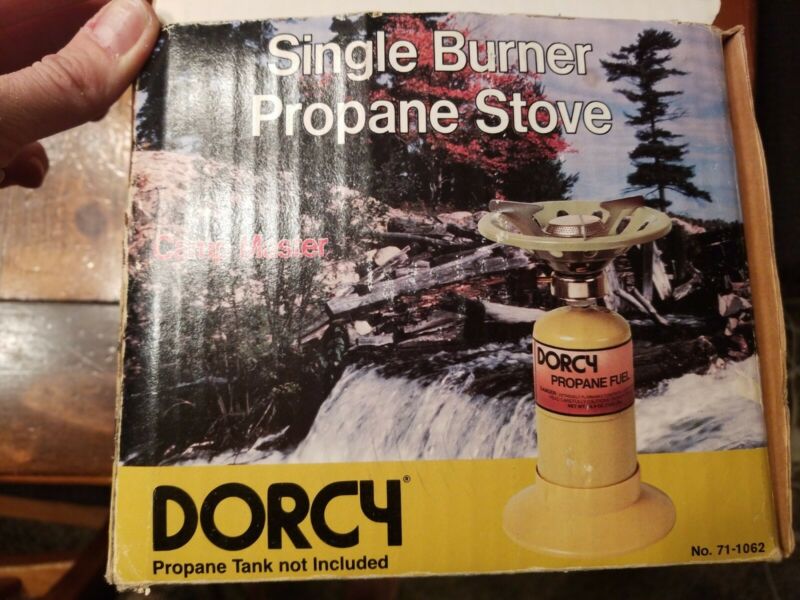 Single Burner
Propane Stove
Camp Master
DORCY
PROPANE FUEL
DORCY®
Propane Tank not Included
No. 71-1062